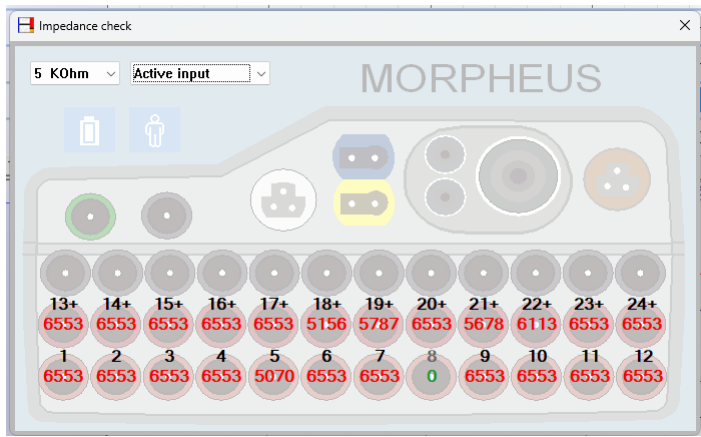 Impedance check
5 KOhm Active input
MORPHEUS
13+ 14+ 15+ 16+ 17+ 18+ 19+ 20+ 21+ 22+ 23+ 24+
6553 6553 6553 6553 6553 5156 5787 6553 5678 6113 6553 6553
1 2 3 4 5 6 7 8 9 10 11 12
6553 6553 6553 6553 5070 6553 6553 0 6553 6553 6553 6553